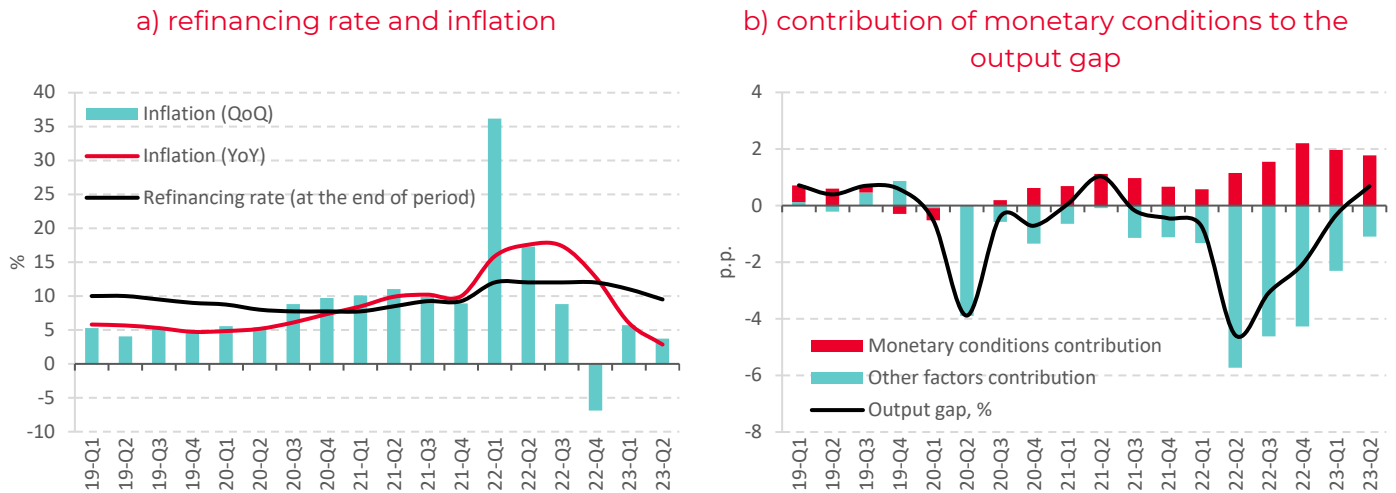 a) refinancing rate and inflation
40
35
30
25
20
15
10
5
0
-5
-10
%
Inflation (QoQ)
Inflation (YoY)
Refinancing rate (at the end of period)
19-Q1
19-Q2
19-Q3
19-Q4
20-Q1
20-Q2
20-Q3
20-Q4
21-Q1
21-Q2
21-Q3
21-Q4
22-Q1
22-Q2
22-Q3
22-Q4
23-Q1
23-Q2
b) contribution of monetary conditions to the
output gap
4
2
0
-2
-4
-6
-8
p.p.
Monetary conditions contribution
Other factors contribution
Output gap, %
19-Q1
19-Q2
19-Q3
19-Q4
20-Q1
20-Q2
20-Q3
20-Q4
21-Q1
21-Q2
21-Q3
21-Q4
22-Q1
22-Q2
22-Q3
22-Q4
23-Q1
23-Q2